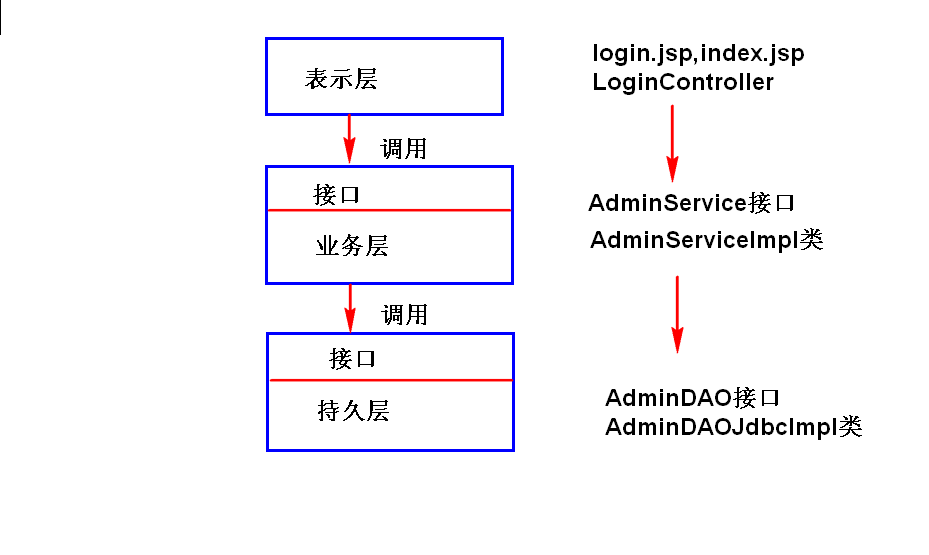 表示层
login.jsp,index.jsp
LoginController
调用
接口
业务层
AdminService接口
AdminServiceImpl类
调用
接口
持久层
AdminDAO接口
AdminDAOJdbcImpl类